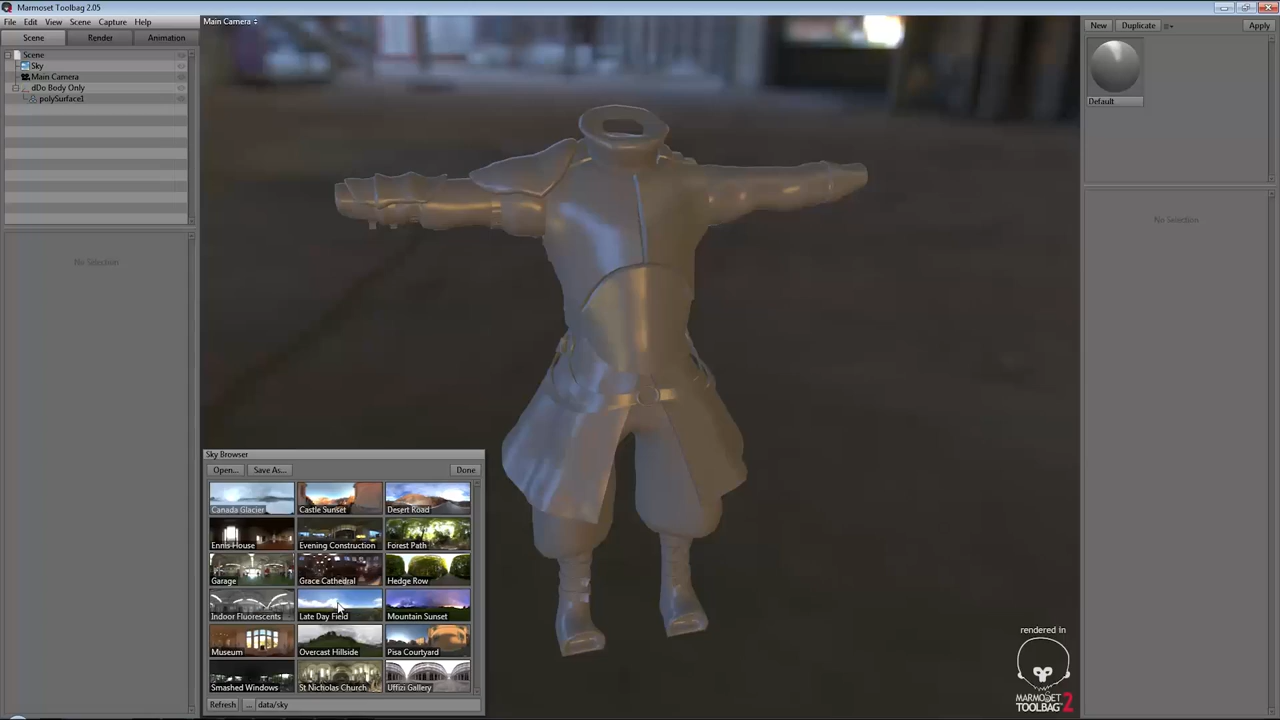 Marmoset Toolbag 2.05
File Edit View Scene Capture Help
Scene Render Animation
Scene
Sky
Main Camera
dDo Body Only
polySurface1
No Selection
Main Camera
Sky Browser
Open... Save As... Done
Canada Glacier Castle Sunset Desert Road
Ennis House Evening Construction Forest Path
Garage Grace Cathedral Hedge Row
Indoor Fluorescents Late Day Field Mountain Sunset
Museum Overcast Hillside Pisa Courtyard
Smashed Windows St Nicholas Church Uffizi Gallery
Refresh ... data/sky
rendered in
MARMOSET
TOOLBAG 2
New Duplicate Apply
Default
No Selection